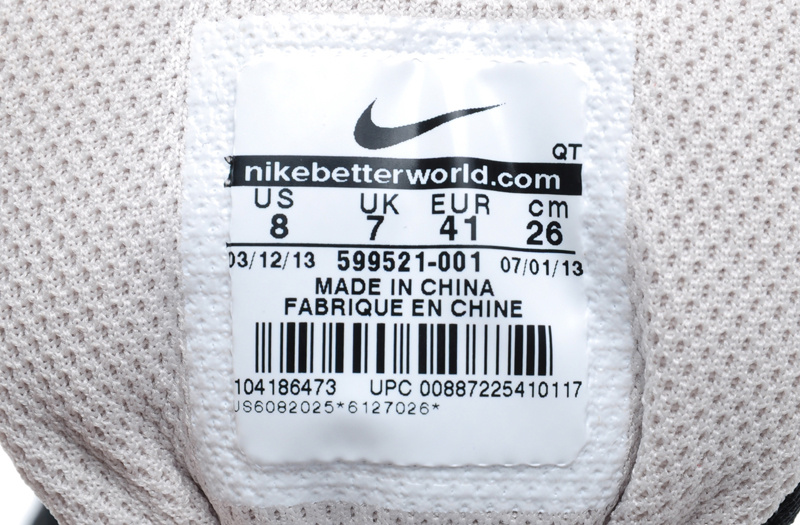 QT
nikebetterworld.com
US UK EUR cm
8 7 41 26
03/12/13 599521-001 07/01/13
MADE IN CHINA
FABRIQUE EN CHINE
104186473 UPC 00887225410117
US6082025*6127026*